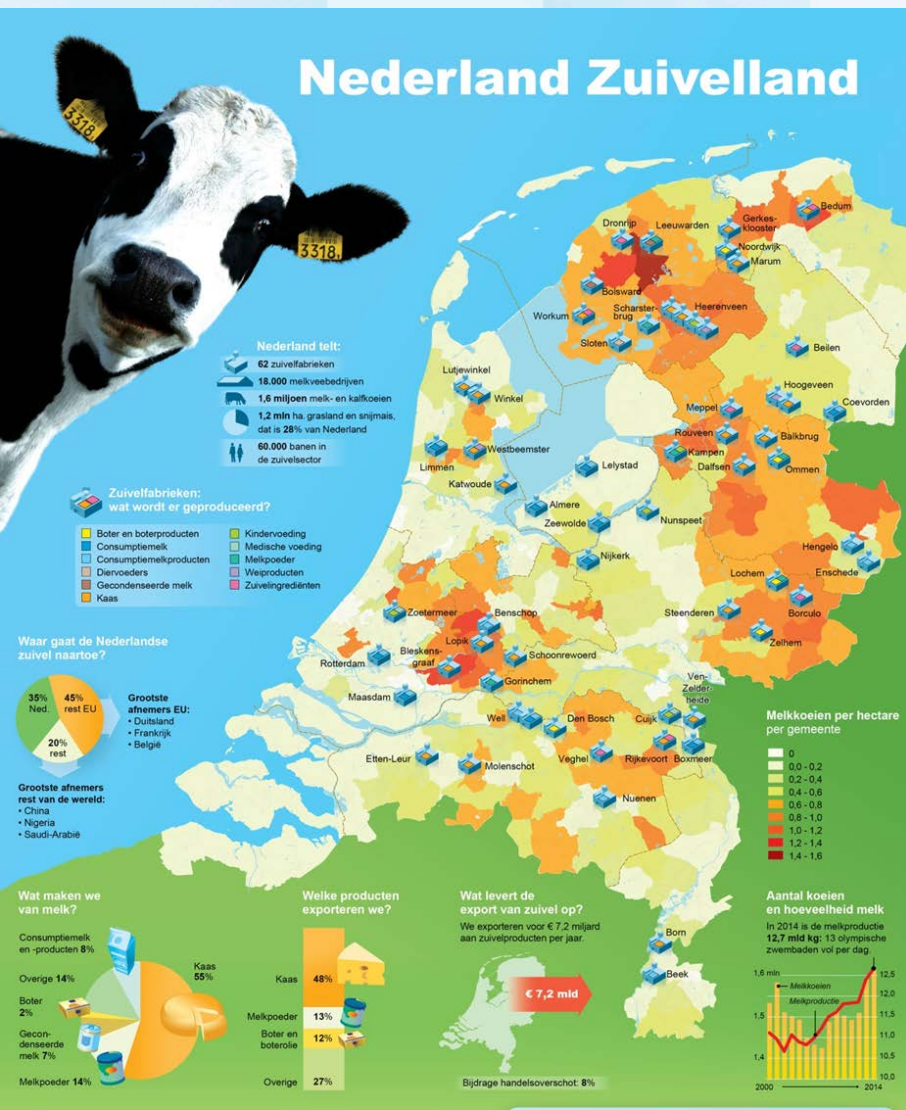 Nederland Zuivelland
3318
3318
Nederland telt:
62 zuivelfabrieken
18.000 melkveebedrijven
1,6 miljoen melk- en kalfkoeien
1,2 mln ha. grasland en snijmais,
dat is 28% van Nederland
60.000 banen in
de zuivelsector
Zuivelfabrieken:
wat wordt er geproduceerd?
Boter en boterproducten
Consumptiemelk
Consumptiemelkproducten
Diervoeders
Gecondenseerde melk
Kaas
Kindervoeding
Medische voeding
Melkpoeder
Weiproducten
Zuivelingrediënten
Dronrijp
Leeuwarden
Gerkes-
klooster
Bedum
Noordwijk
Marum
Bolsward
Workum
Scharster-
brug
Heerenveen
Sloten
Beilen
Lutjewinkel
Winkel
Hoogeveen
Coevorden
Meppel
Rouveen
Balkbrug
Kampen
Dalfsen
Ommen
Limmen
Westbeemster
Katwoude
Lelystad
Almere
Zeewolde
Nunspeet
Nijkerk
Hengelo
Enschede
Lochem
Borculo
Steenderen
Zelhem
Zoetermeer
Benschop
Lopik
Bleskens-
graaf
Schoonrewoerd
Rotterdam
Gorinchem
Maasdam
Ven-
Zelder-
heide
Well
Den Bosch
Cuijk
Etten-Leur
Molenschot
Veghel
Rijkevoort
Boxmeer
Nuenen
Born
Beek
Waar gaat de Nederlandse
zuivel naartoe?
35%
Ned.
45%
rest EU
20%
rest
Grootste
afnemers EU:
• Duitsland
• Frankrijk
• België
Grootste afnemers
rest van de wereld:
• China
• Nigeria
• Saudi-Arabië
Melkkoeien per hectare
per gemeente
0
0,0 - 0,2
0,2 - 0,4
0,4 - 0,6
0,6 - 0,8
0,8 - 1,0
1,0 - 1,2
1,2 - 1,4
1,4 - 1,6
Wat maken we
van melk?
Consumptiemelk
en -producten 8%
Overige 14%
Boter
2%
Gecon-
denseerde
melk 7%
Melkpoeder 14%
Kaas
55%
Welke producten
exporteren we?
Kaas 48%
Melkpoeder 13%
Boter en
boterolie 12%
Overige 27%
Wat levert de
export van zuivel op?
We exporteren voor € 7,2 miljard
aan zuivelproducten per jaar.
€ 7,2 mld
Bijdrage handelsoverschot: 8%
Aantal koeien
en hoeveelheid melk
In 2014 is de melkproductie
12,7 mld kg: 13 olympische
zwembaden vol per dag.
1,6 mln
1,5
1,4
Melkkoeien
Melkproductie
12,5
12,0
11,5
11,0
10,5
10,0
2000
2014